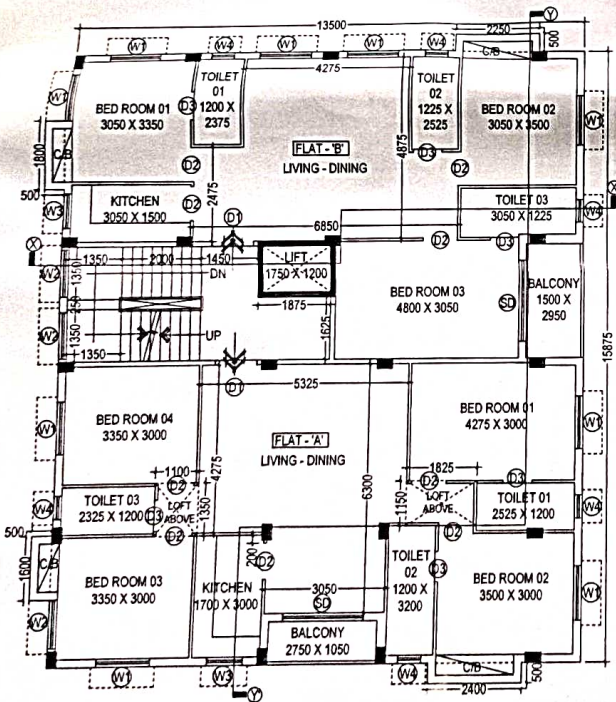 Y
13500
2250
500
W1
W4
W1
W1
W4
C/B
4275
W1
BED ROOM 01
3050 X 3350
D3
TOILET
01
1200 X
2375
TOILET
02
1225 X
2525
BED ROOM 02
3050 X 3500
W1
FLAT - 'B'
LIVING - DINING
4875
D3
D2
1800
C/B
D2
2475
500
KITCHEN
3050 X 1500
D2
W3
TOILET 03
3050 X 1225
W4
X
D1
6850
D2
D3
X
1350
2000
1450
DN
LIFT
1750 X 1200
W2
1350
250
1350
BED ROOM 03
4800 X 3050
SD
BALCONY
1500 X
2950
1875
1625
UP
W2
1350
D1
15875
5325
BED ROOM 04
3350 X 3000
BED ROOM 01
4275 X 3000
W1
W1
FLAT - 'A'
LIVING - DINING
4275
6300
1100
D2
1825
D2
D3
TOILET 03
2325 X 1200
D3
LOFT
ABOVE
1350
1150
LOFT
ABOVE
TOILET 01
2525 X 1200
W4
W4
D2
D2
500
C/B
1600
200
D2
BED ROOM 03
3350 X 3000
KITCHEN
1700 X 3000
TOILET
02
1200 X
3200
D3
BED ROOM 02
3500 X 3000
W1
3050
SD
W2
BALCONY
2750 X 1050
C/B
500
W1
W3
W4
2400
Y